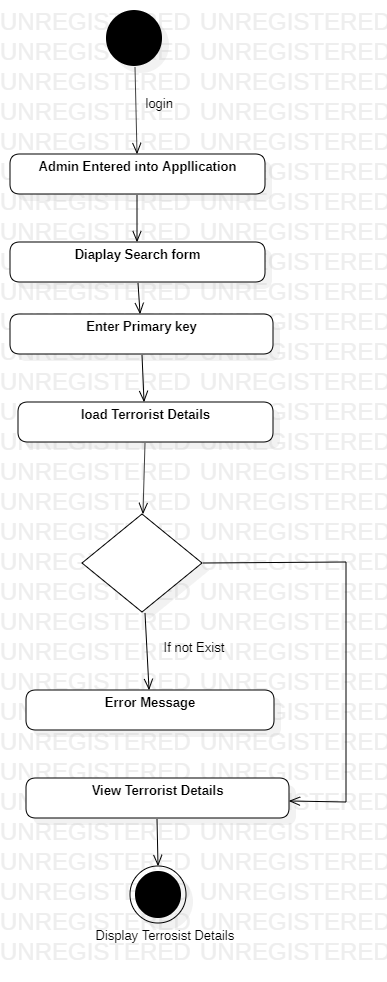 login
Admin Entered into Appllication
Diaplay Search form
Enter Primary key
load Terrorist Details
If not Exist
Error Message
View Terrorist Details
Display Terrosist Details
UNREGISTERED